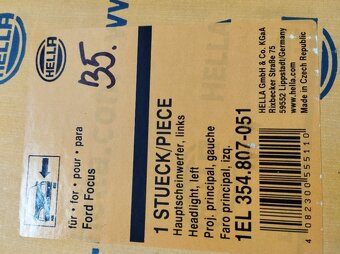 HELLA
HELLA
135.
für · for · pour · para
Ford Focus
1 STUECK/PIECE
Hauptscheinwerfer, links
Headlight, left
Proj. principal, gauche
Faro principal, izq.
1EL 354.807-051
HELLA GmbH & Co. KGaA
Rixbecker Straße 75
59552 Lippstadt/Germany
www.hella.com
Made in Czech Republic
4 082300 555110